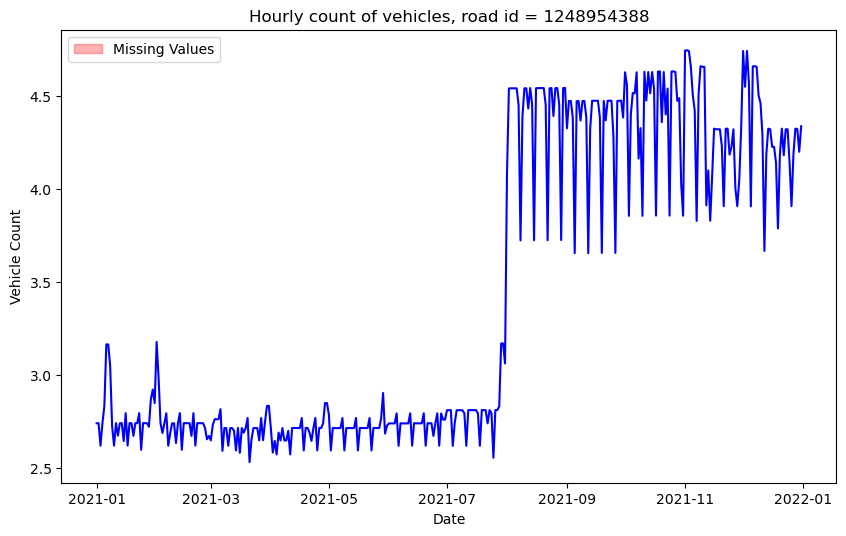 Hourly count of vehicles, road id = 1248954388
Missing Values
Vehicle Count
4.5
4.0
3.5
3.0
2.5
2021-01 2021-03 2021-05 2021-07 2021-09 2021-11 2022-01
Date